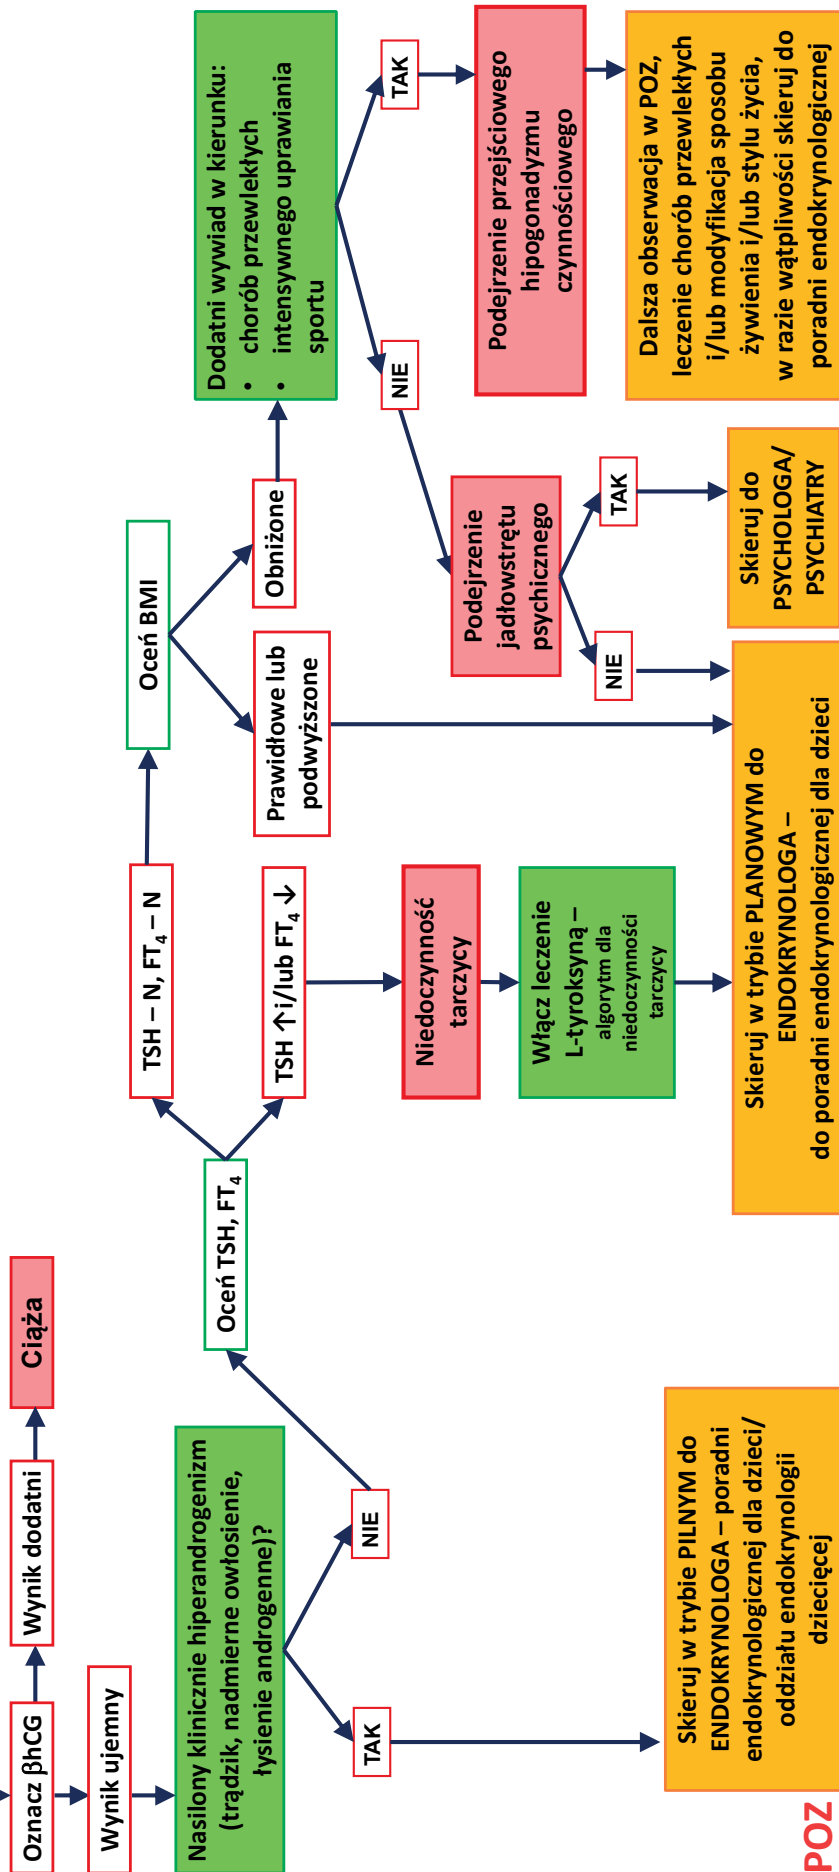 Oznacz βhCG
Wynik dodatni
Ciąża
Wynik ujemny
Nasilony klinicznie hiperandrogenizm
(trądzik, nadmierne owłosienie,
łysienie androgenne)?
TAK
NIE
Skieruj w trybie PILNYM do
ENDOKRYNOLOGA – poradni
endokrynologicznej dla dzieci/
oddziału endokrynologii
dziecięcej
POZ
Oceń TSH, FT₄
TSH – N, FT₄ – N
TSH ↑i/lub FT₄ ↓
Niedoczynność
tarczycy
Włącz leczenie
L-tyroksyną –
algorytm dla
niedoczynności
tarczycy
Oceń BMI
Prawidłowe lub
podwyższone
Obniżone
Dodatni wywiad w kierunku:
• chorób przewlekłych
• intensywnego uprawiania
sportu
NIE
TAK
Podejrzenie
jadłowstrętu
psychicznego
NIE
TAK
Podejrzenie przejściowego
hipogonadyzmu
czynnościowego
Skieruj w trybie PLANOWYM do
ENDOKRYNOLOGA –
do poradni endokrynologicznej dla dzieci
Skieruj do
PSYCHOLOGA/
PSYCHIATRY
Dalsza obserwacja w POZ,
leczenie chorób przewlekłych
i/lub modyfikacja sposobu
żywienia i/lub stylu życia,
w razie wątpliwości skieruj do
poradni endokrynologicznej